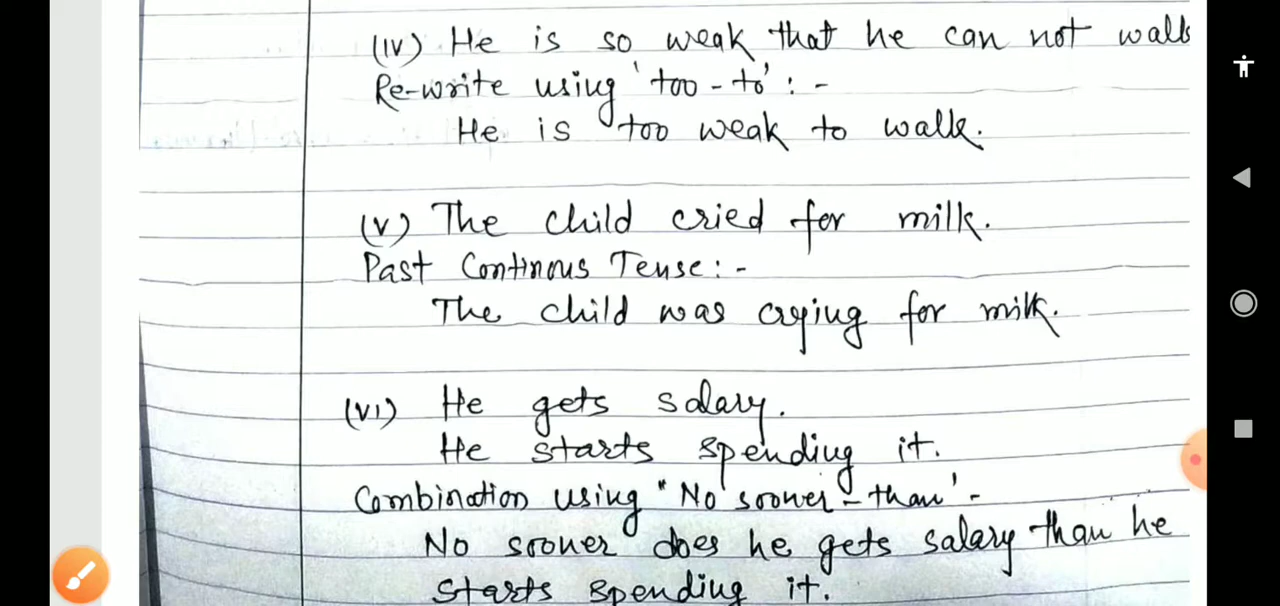 (iv) He is so weak that he can not walk
Re-write using 'too - to' : -
He is too weak to walk.
(v) The child cried for milk.
Past Continous Tense : -
The child was crying for milk.
(vi) He gets salary.
He starts spending it.
Combination using "No sooner - than' -
No sooner does he gets salary than he
starts spending it.